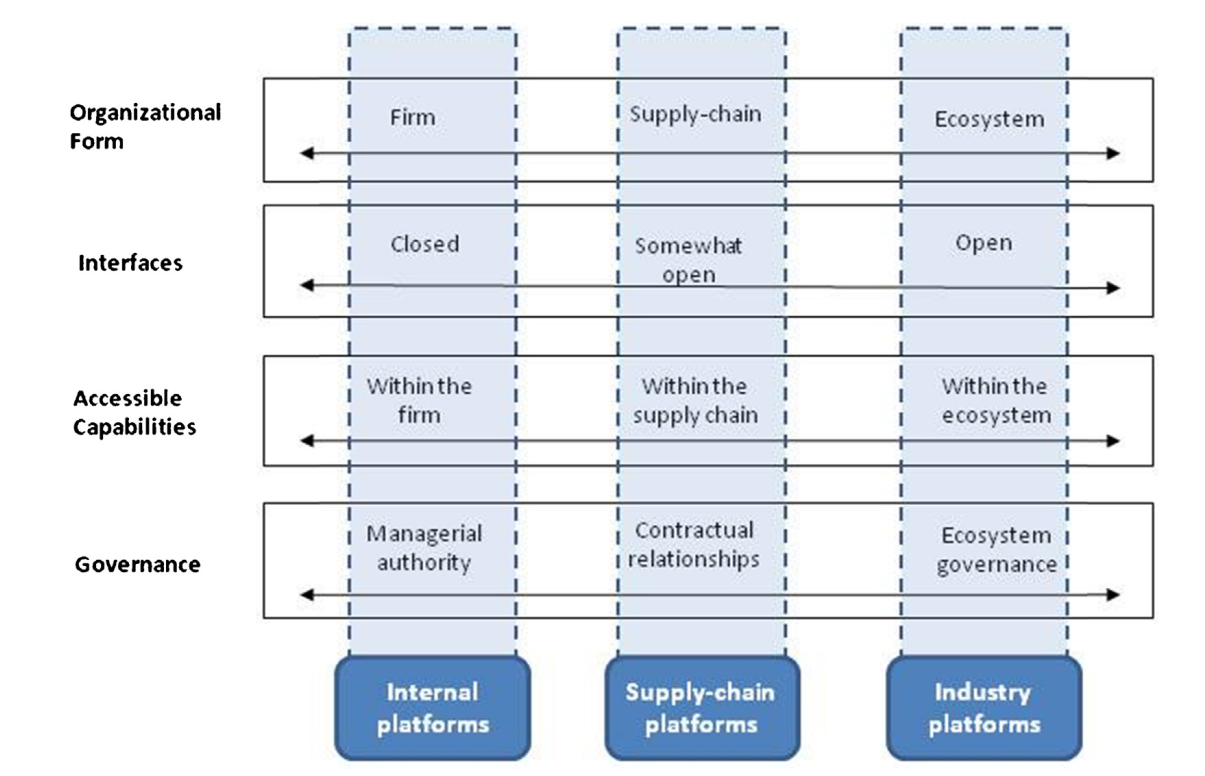 Organizational
Form
Firm
Supply-chain
Ecosystem
Interfaces
Closed
Somewhat
open
Open
Accessible
Capabilities
Within the
firm
Within the
supply chain
Within the
ecosystem
Governance
Managerial
authority
Contractual
relationships
Ecosystem
governance
Internal
platforms
Supply-chain
platforms
Industry
platforms